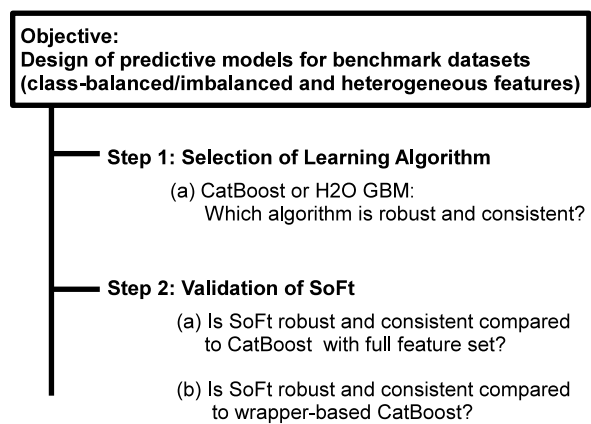 Objective:
Design of predictive models for benchmark datasets
(class-balanced/imbalanced and heterogeneous features)
Step 1: Selection of Learning Algorithm
(a) CatBoost or H2O GBM:
Which algorithm is robust and consistent?
Step 2: Validation of SoFt
(a) Is SoFt robust and consistent compared
to CatBoost with full feature set?
(b) Is SoFt robust and consistent compared
to wrapper-based CatBoost?